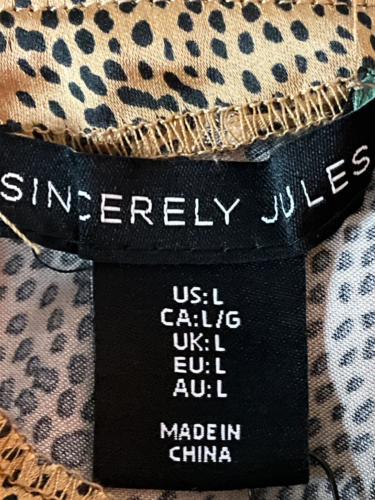 SINCERELY JULES
US:L
CA:L/G
UK:L
EU:L
AU:L
MADE IN
CHINA